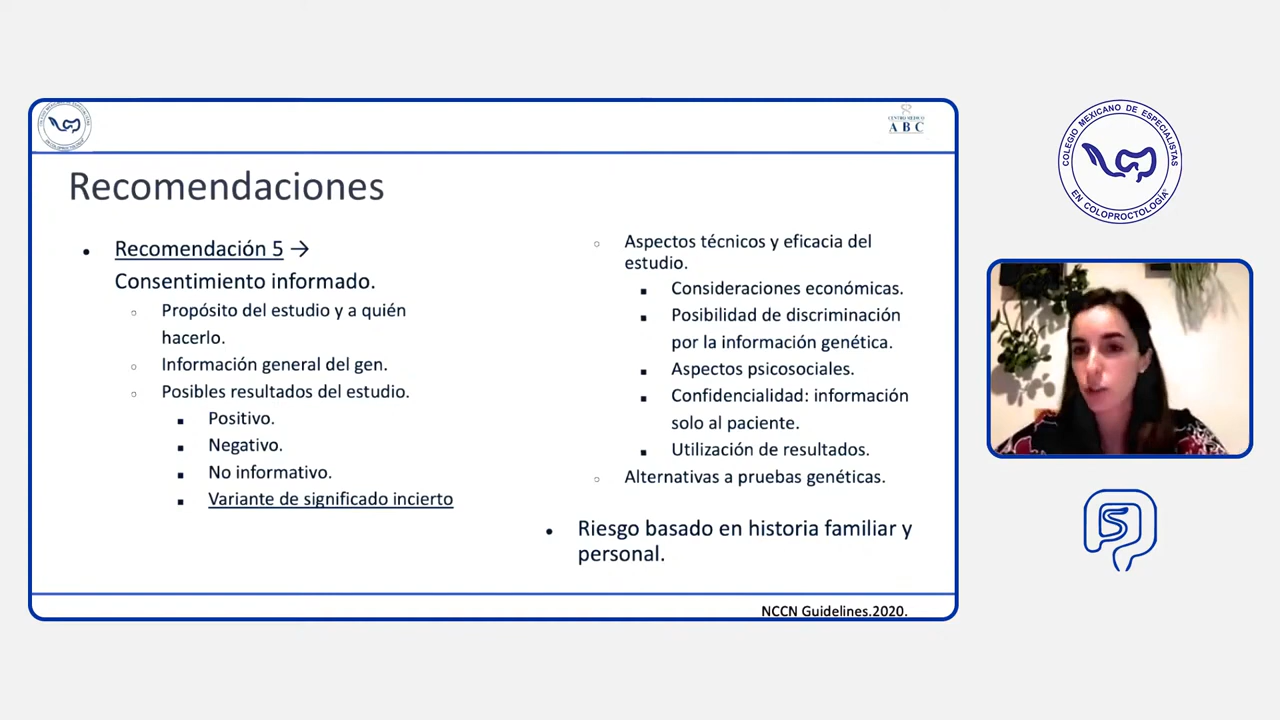 CENTRO MEDICO
ABC
Recomendaciones
• Recomendación 5 →
Consentimiento informado.
○ Propósito del estudio y a quién
hacerlo.
○ Información general del gen.
○ Posibles resultados del estudio.
▪ Positivo.
▪ Negativo.
▪ No informativo.
▪ Variante de significado incierto
○ Aspectos técnicos y eficacia del
estudio.
▪ Consideraciones económicas.
▪ Posibilidad de discriminación
por la información genética.
▪ Aspectos psicosociales.
▪ Confidencialidad: información
solo al paciente.
▪ Utilización de resultados.
○ Alternativas a pruebas genéticas.
• Riesgo basado en historia familiar y
personal.
NCCN Guidelines.2020.
COLEGIO MEXICANO DE ESPECIALISTAS
EN COLOPROCTOLOGÍA